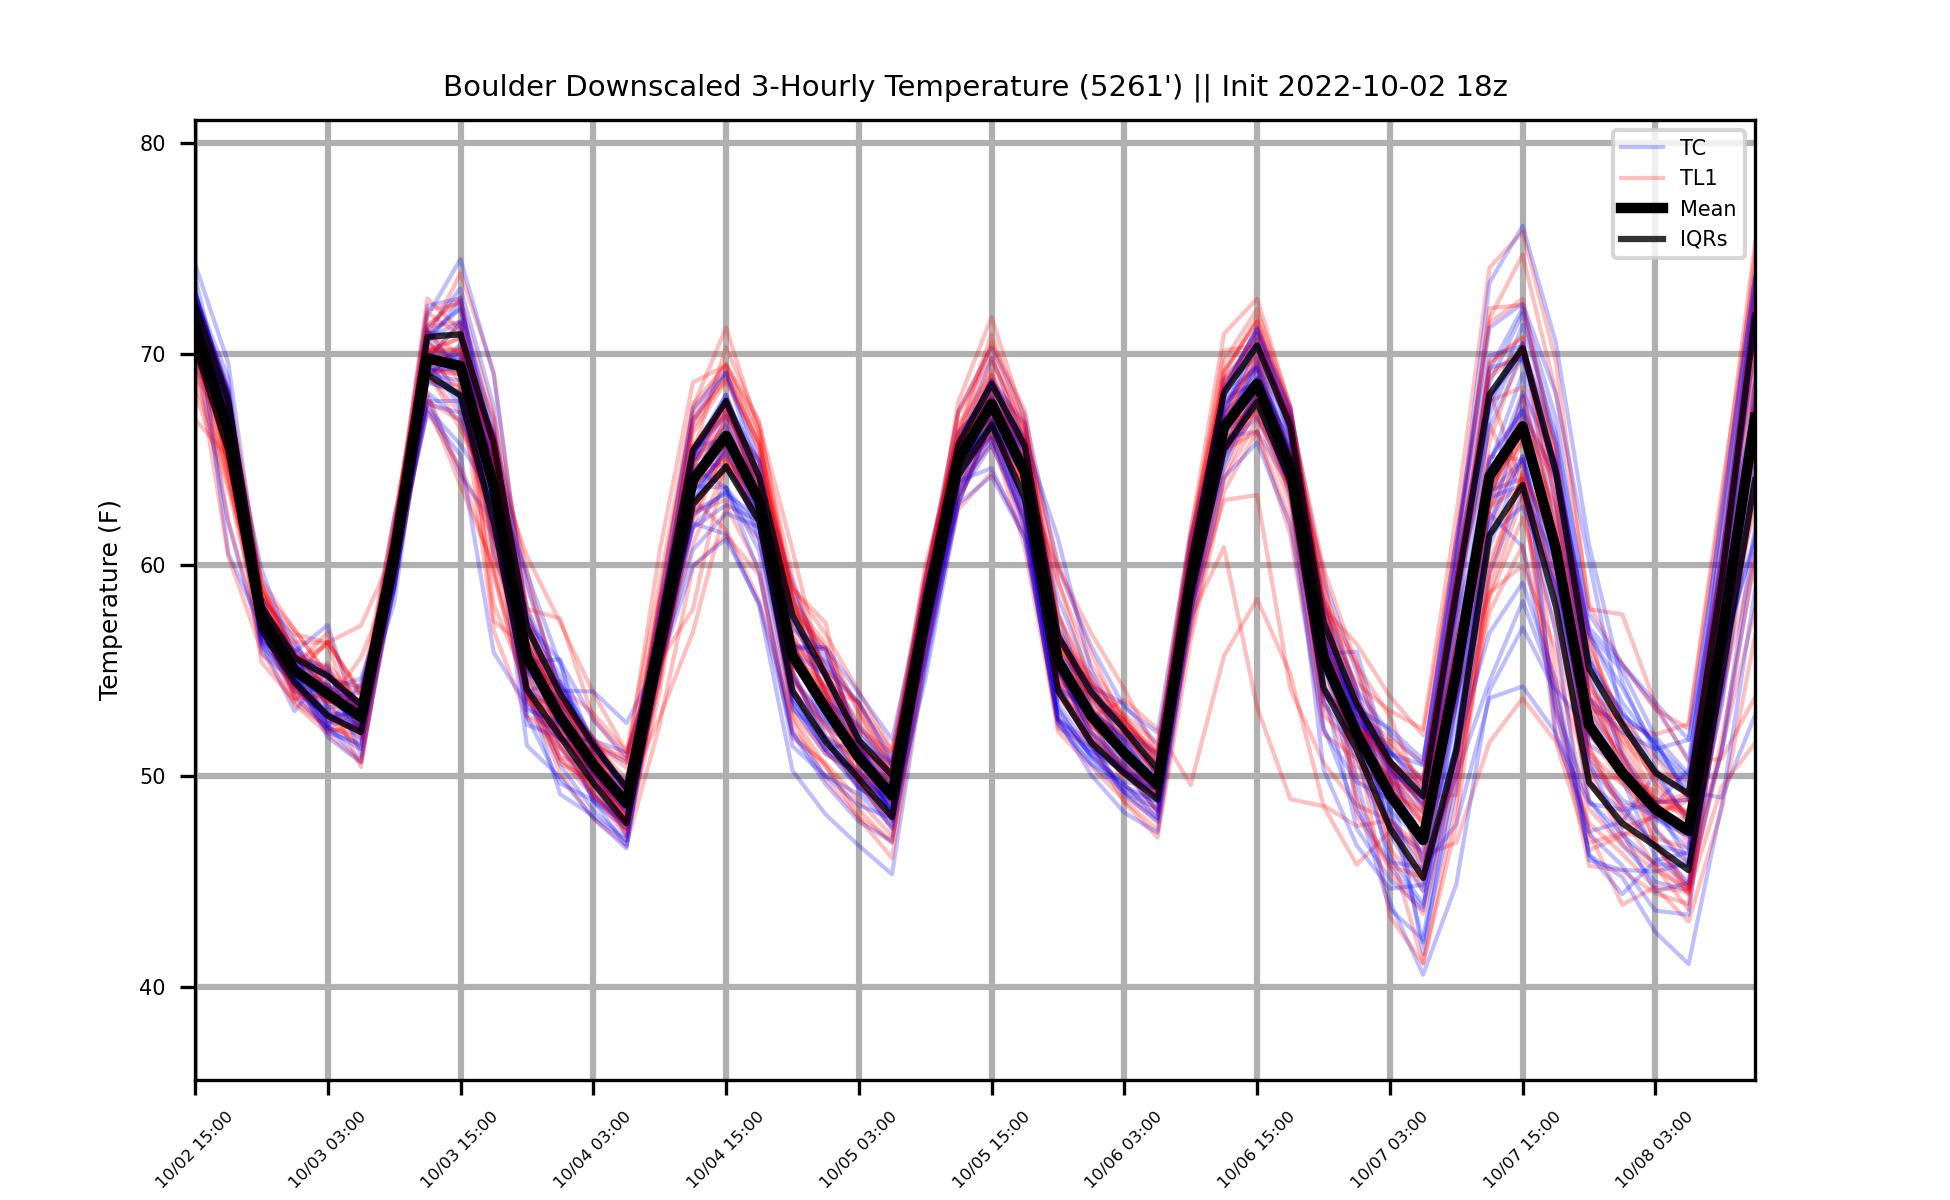 Boulder Downscaled 3-Hourly Temperature (5261') || Init 2022-10-02 18z
TC
TL1
Mean
IQRs
Temperature (F)
80
70
60
50
40
10/02 15:00
10/03 03:00
10/03 15:00
10/04 03:00
10/04 15:00
10/05 03:00
10/05 15:00
10/06 03:00
10/06 15:00
10/07 03:00
10/07 15:00
10/08 03:00